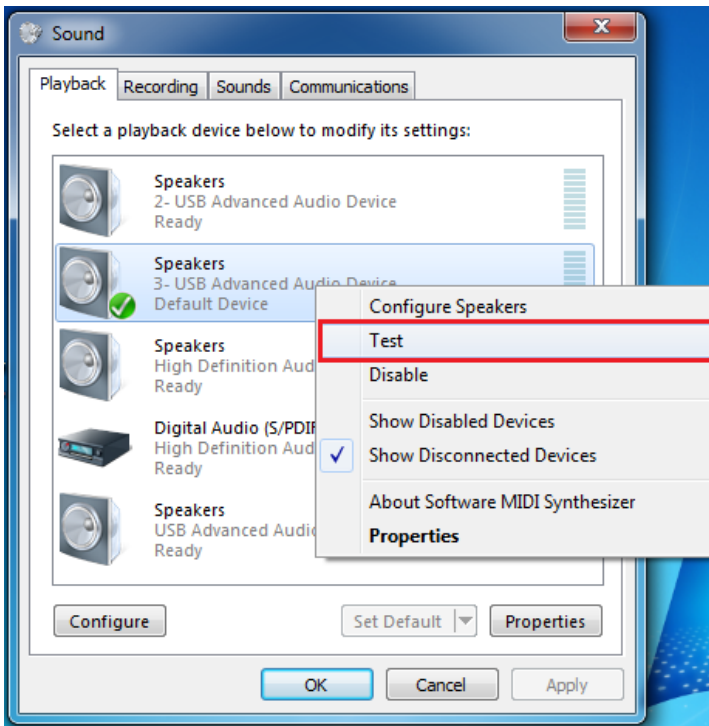 Sound
Playback Recording Sounds Communications
Select a playback device below to modify its settings:
Speakers
2- USB Advanced Audio Device
Ready
Speakers
3- USB Advanced Audio Device
Default Device
Speakers
High Definition Aud
Ready
Digital Audio (S/PDIF
High Definition Aud
Ready
Speakers
USB Advanced Audio
Ready
Configure Speakers
Test
Disable
Show Disabled Devices
Show Disconnected Devices
About Software MIDI Synthesizer
Properties
Configure Set Default Properties
OK Cancel Apply